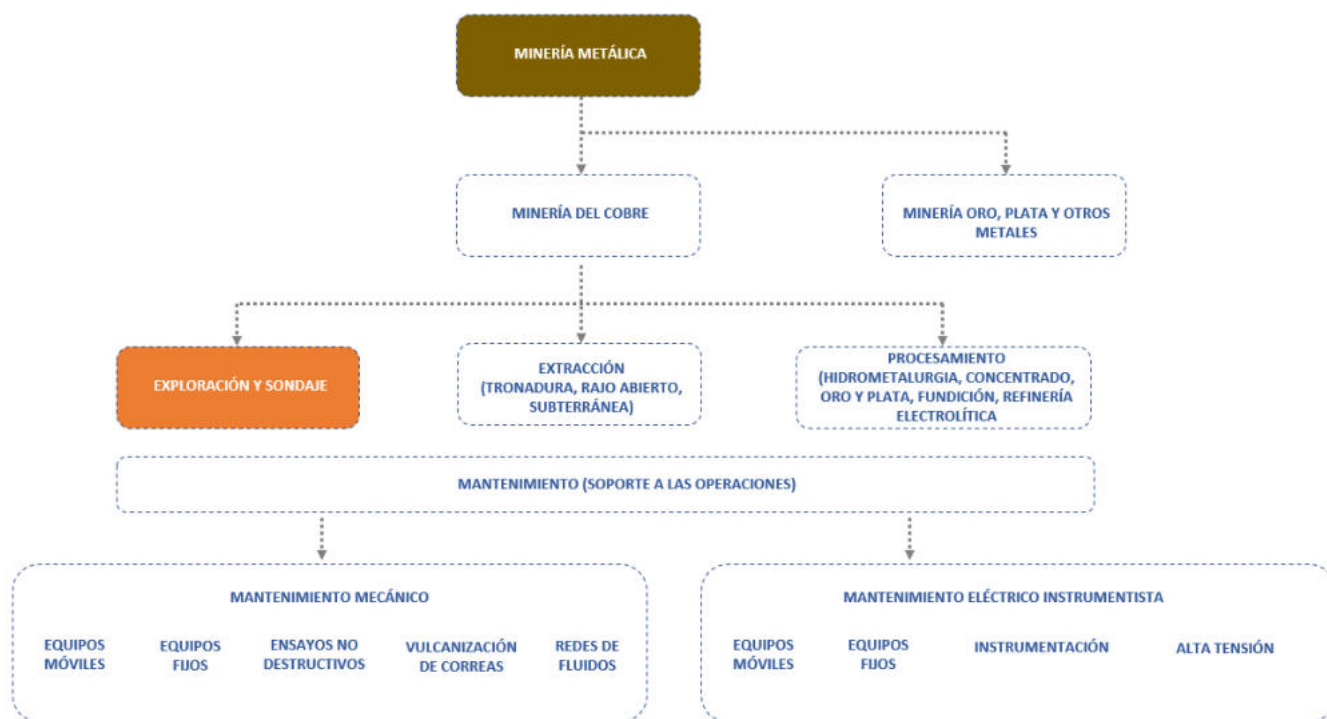 MINERÍA METÁLICA
MINERÍA DEL COBRE
MINERÍA ORO, PLATA Y OTROS
METALES
EXPLORACIÓN Y SONDAJE
EXTRACCIÓN
(TRONADURA, RAJO ABIERTO,
SUBTERRÁNEA)
PROCESAMIENTO
(HIDROMETALURGIA, CONCENTRADO,
ORO Y PLATA, FUNDICIÓN, REFINERÍA
ELECTROLÍTICA
MANTENIMIENTO (SOPORTE A LAS OPERACIONES)
MANTENIMIENTO MECÁNICO
EQUIPOS
MÓVILES
EQUIPOS
FIJOS
ENSAYOS NO
DESTRUCTIVOS
VULCANIZACIÓN
DE CORREAS
REDES DE
FLUIDOS
MANTENIMIENTO ELÉCTRICO INSTRUMENTISTA
EQUIPOS
MÓVILES
EQUIPOS
FIJOS
INSTRUMENTACIÓN
ALTA TENSIÓN